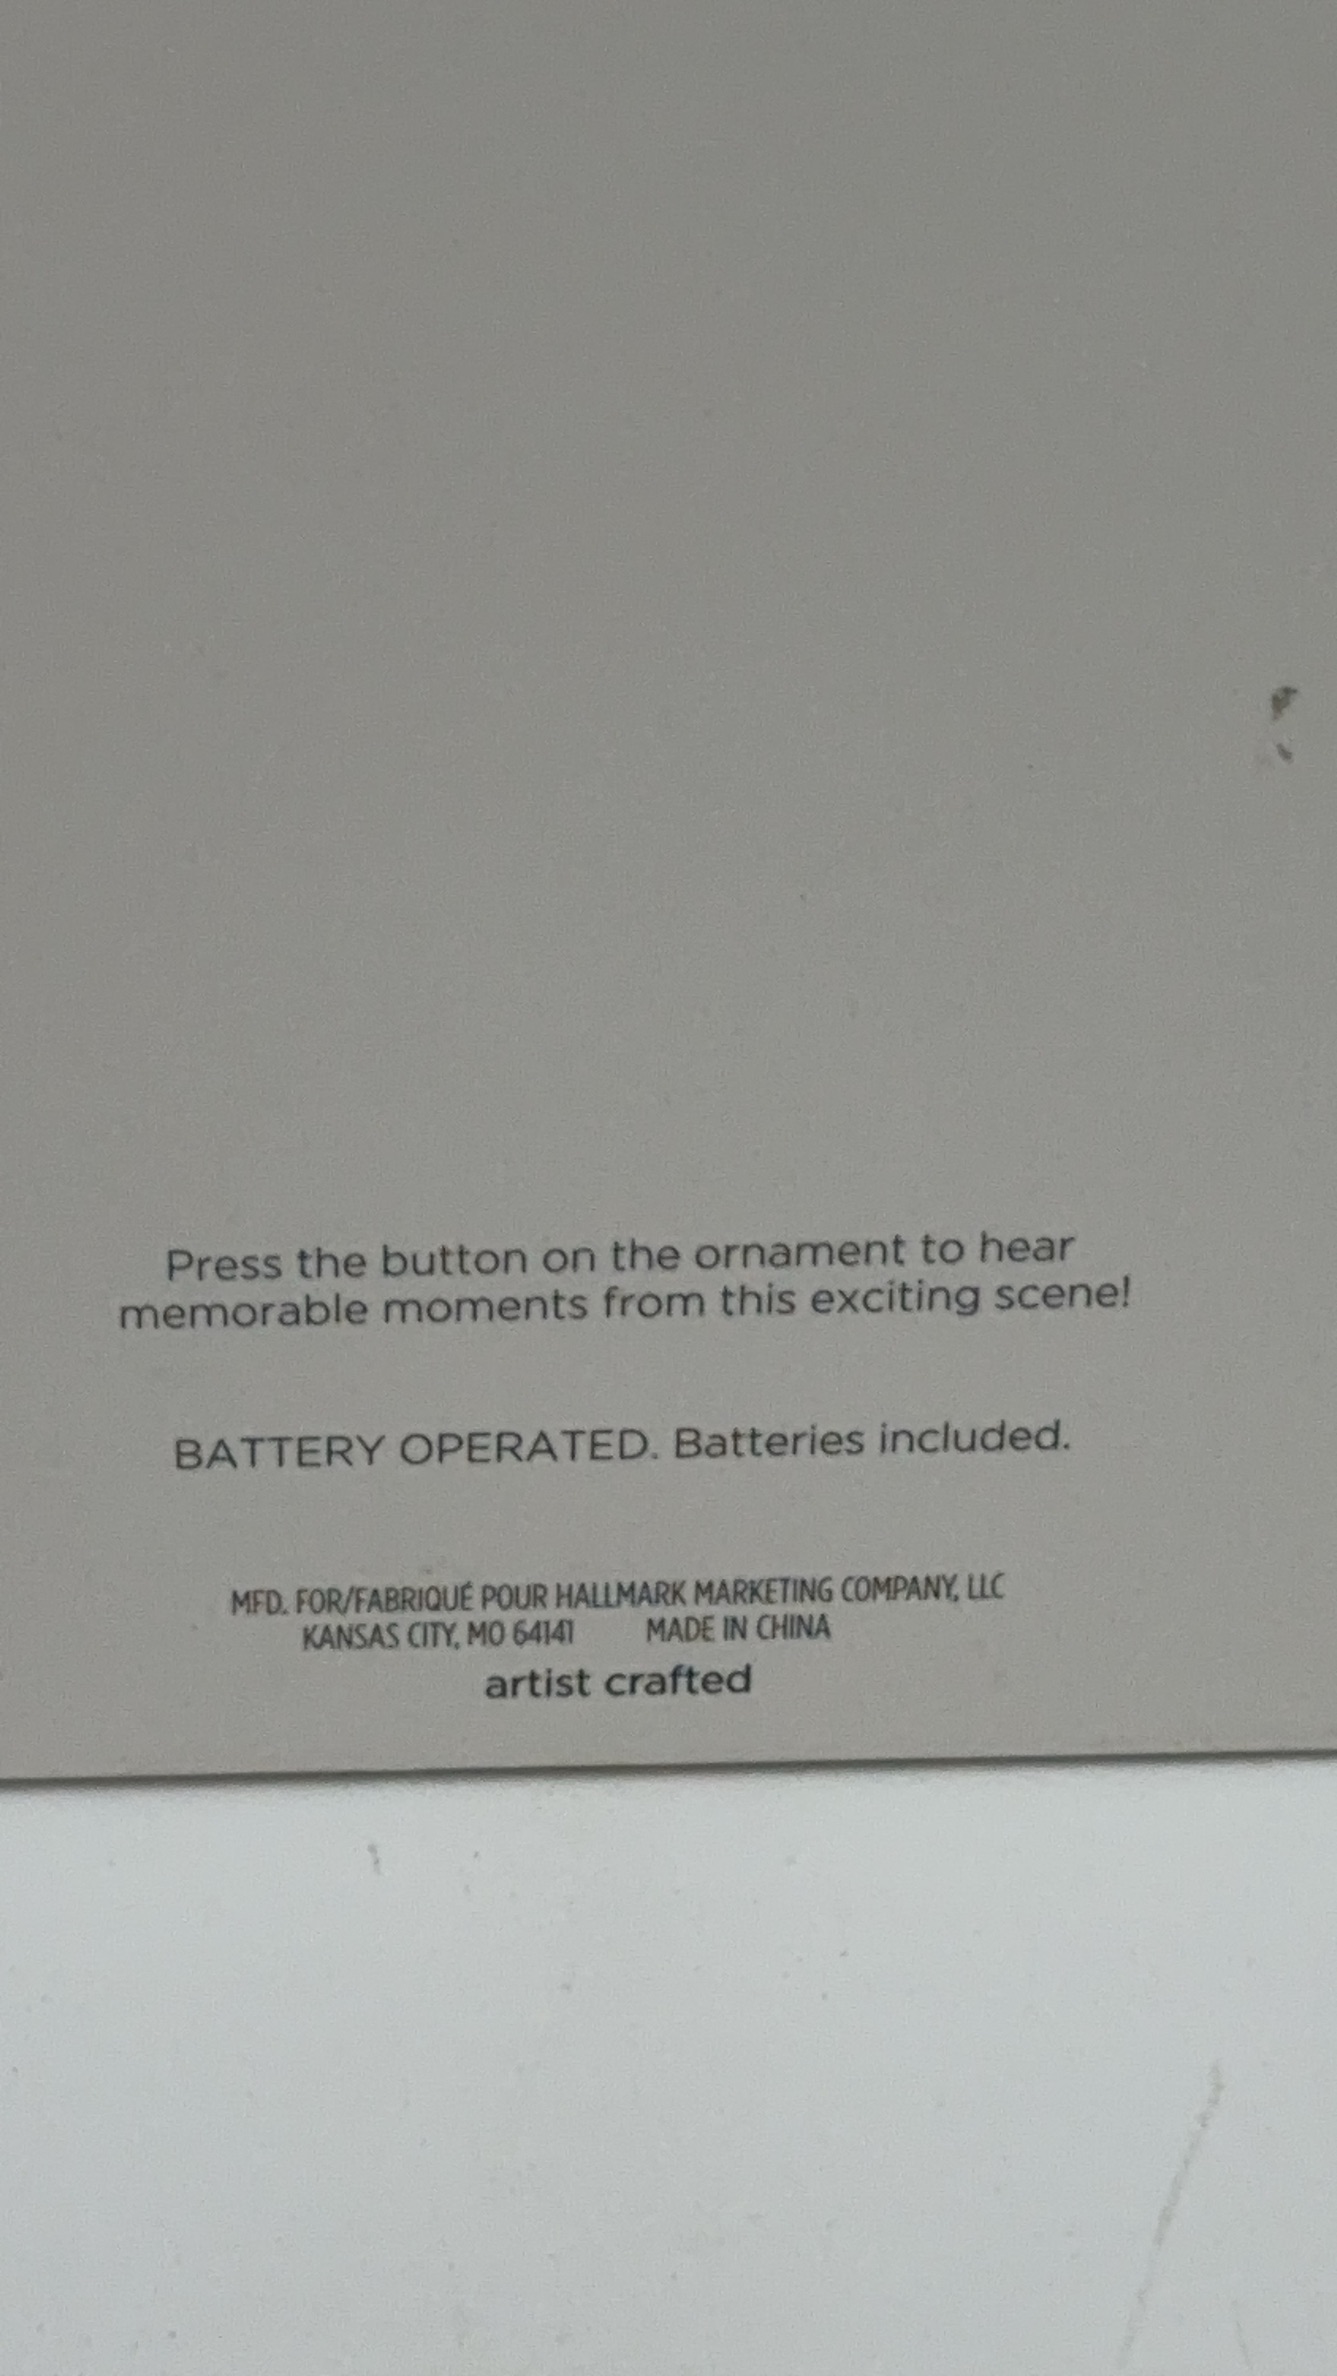 Press the button on the ornament to hear
memorable moments from this exciting scene!
BATTERY OPERATED. Batteries included.
MFD. FOR/FABRIQUÉ POUR HALLMARK MARKETING COMPANY, LLC
KANSAS CITY, MO 64141 MADE IN CHINA
artist crafted